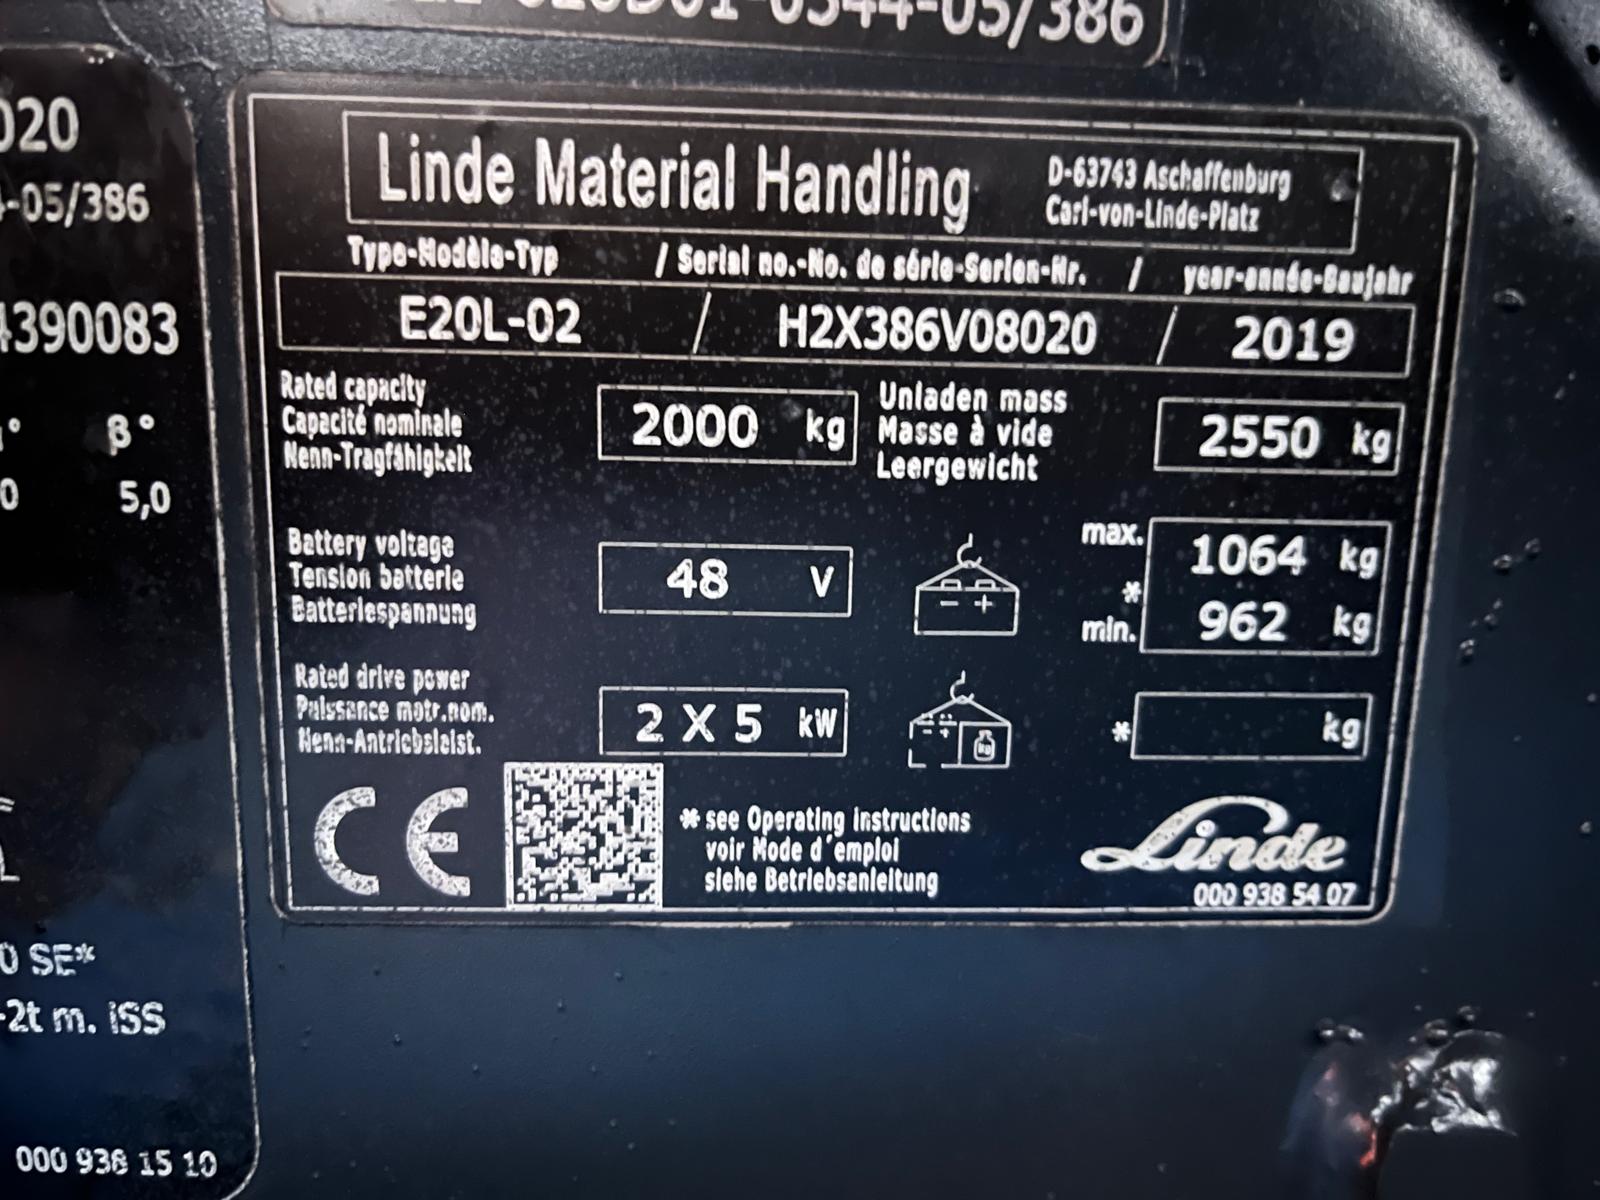 0344-05/386
020
-05/386
4390083
β°
0 5,0
0 SE*
-2t m. iSS
000 938 15 10
Linde Material Handling
D-63743 Aschaffenburg
Carl-von-Linde-Platz
Type-Modèle-Typ / Serial no.-No. de série-Serien-Nr. / year-année-Baujahr
E20L-02 / H2X386V08020 / 2019
Rated capacity
Capacité nominale
Nenn-Tragfähigkeit
2000 kg
Unladen mass
Masse à vide
Leergewicht
2550 kg
Battery voltage
Tension batterie
Batteriespannung
48 V
- +
max. 1064 kg
*
min. 962 kg
Rated drive power
Puissance motr.nom.
Nenn-Antriebsleist.
2 X 5 kW
- +
kg
* kg
CE
* see Operating instructions
voir Mode d'emploi
siehe Betriebsanleitung
Linde
000 938 54 07